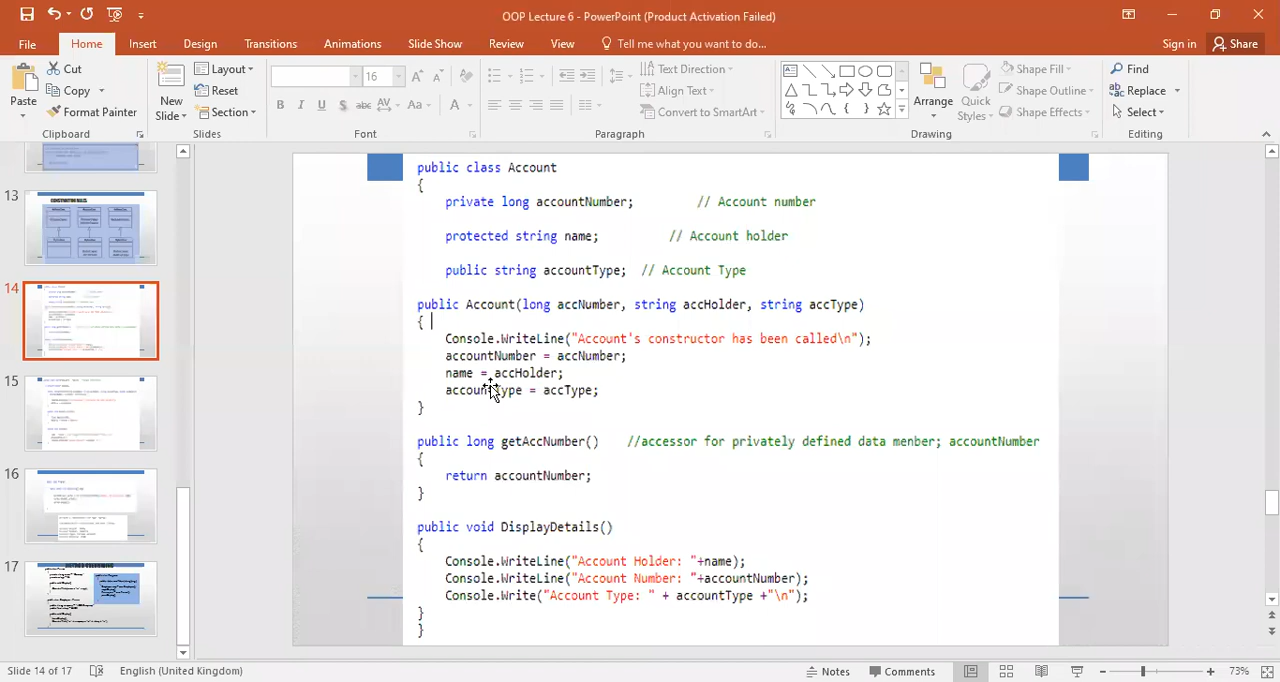 OOP Lecture 6 - PowerPoint (Product Activation Failed)
File Home Insert Design Transitions Animations Slide Show Review View Tell me what you want to do... Sign in Share
Cut
Copy
Format Painter
Paste
Clipboard
New Slide
Layout
Reset
Section
Slides
16
B I U S abc AV Aa A
Font
Text Direction
Align Text
Convert to SmartArt
Paragraph
Arrange
Quick Styles
Shape Fill
Shape Outline
Shape Effects
Drawing
Find
Replace
Select
Editing
13
14
15
16
17
public class Account
{
private long accountNumber; // Account number
protected string name; // Account holder
public string accountType; // Account Type
public Account(long accNumber, string accHolder, string accType)
{
Console.WriteLine("Account's constructor has been called\n");
accountNumber = accNumber;
name = accHolder;
accountType = accType;
}
public long getAccNumber() //accessor for privately defined data menber; accountNumber
{
return accountNumber;
}
public void DisplayDetails()
{
Console.WriteLine("Account Holder: "+name);
Console.WriteLine("Account Number: "+accountNumber);
Console.Write("Account Type: " + accountType +"\n");
}
}
Slide 14 of 17 English (United Kingdom) Notes Comments 73%